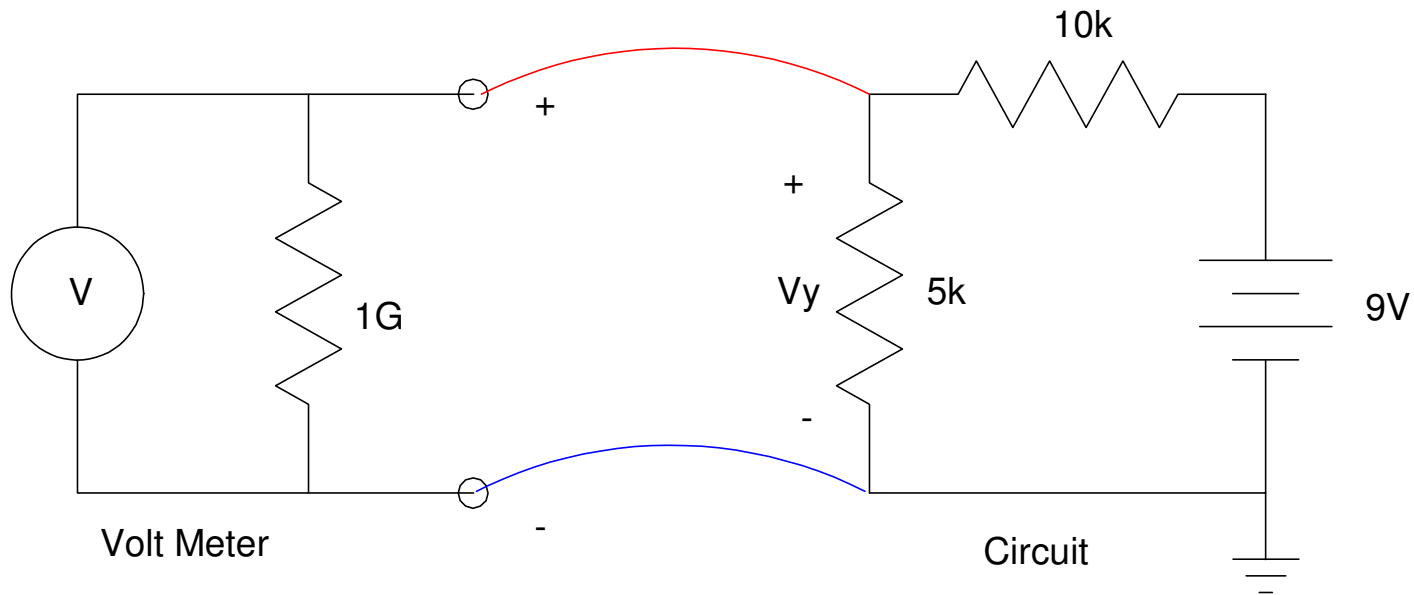 10k
+
+
V
1G
Vy
5k
9V
-
-
Volt Meter
Circuit